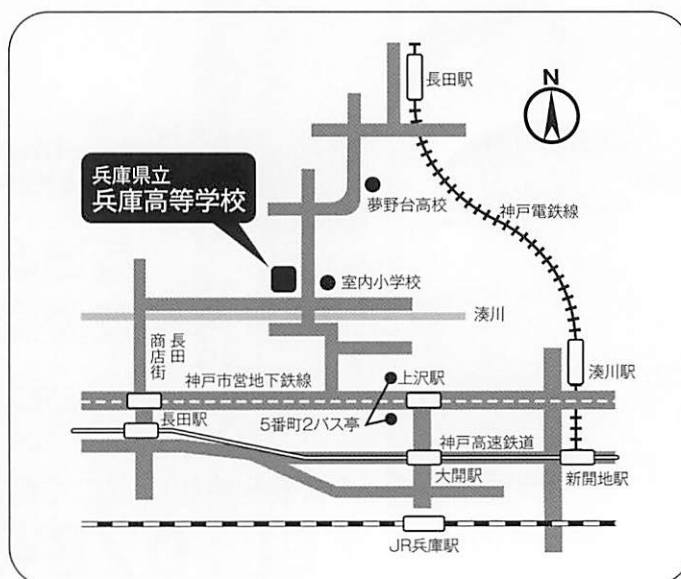 長田駅
N
兵庫県立
兵庫高等学校
夢野台高校
神戸電鉄線
室内小学校
湊川
長田
商店街
神戸市営地下鉄線
上沢駅
湊川駅
長田駅
5番町2バス亭
神戸高速鉄道
大開駅
新開地駅
JR兵庫駅